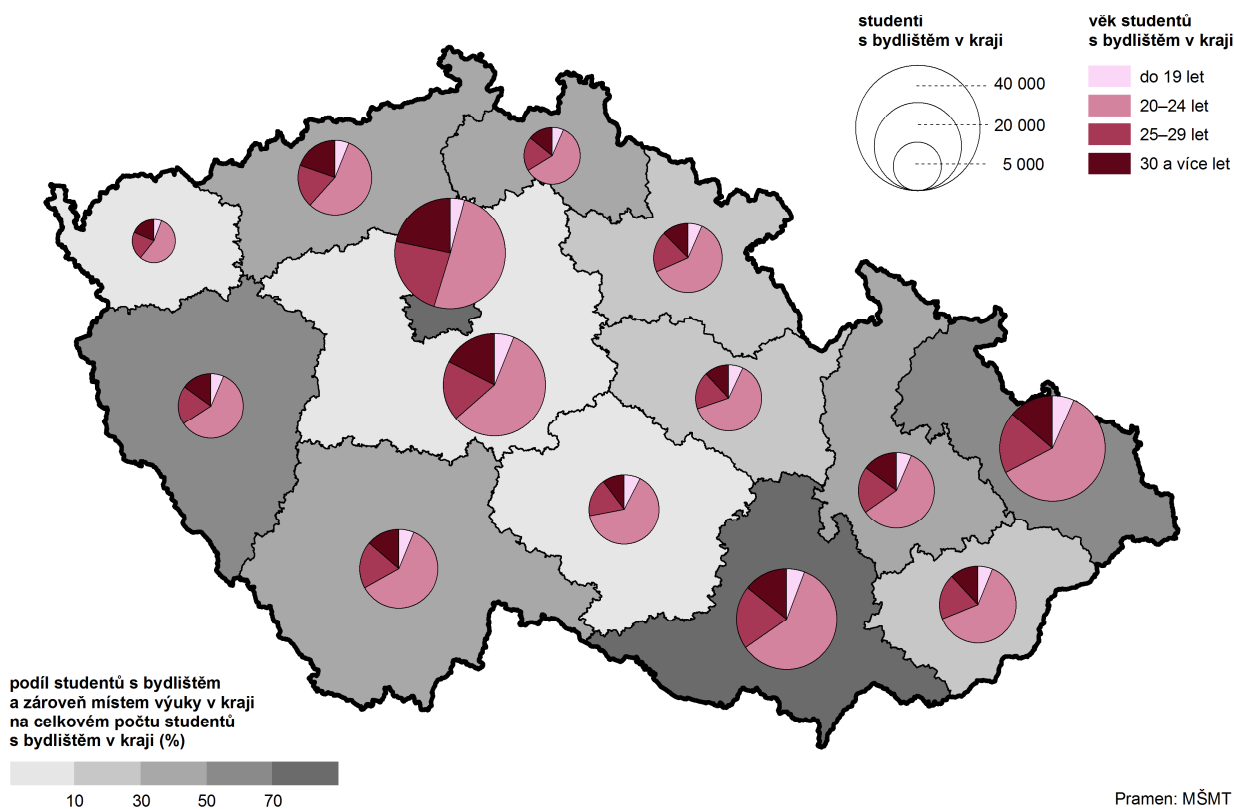 studenti
s bydlištěm v kraji
40 000
20 000
5 000
věk studentů
s bydlištěm v kraji
do 19 let
20–24 let
25–29 let
30 a více let
podíl studentů s bydlištěm
a zároveň místem výuky v kraji
na celkovém počtu studentů
s bydlištěm v kraji (%)
10 30 50 70
Pramen: MŠMT